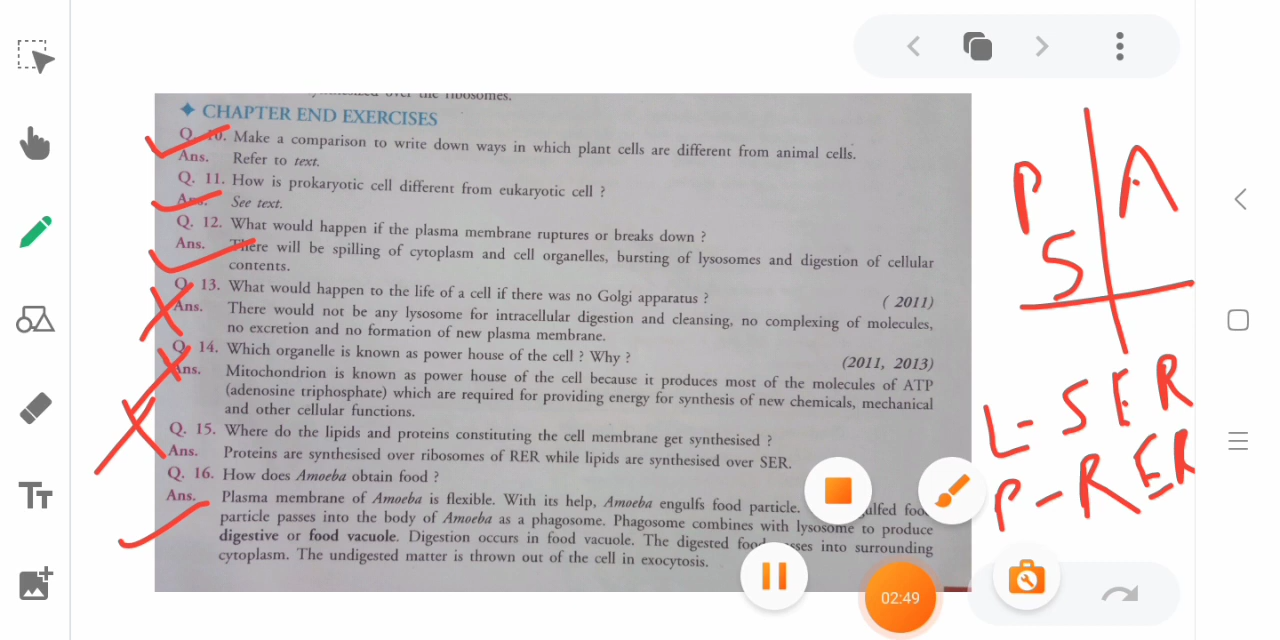 CHAPTER END EXERCISES
Q. 10. Make a comparison to write down ways in which plant cells are different from animal cells.
Ans. Refer to text.
Q. 11. How is prokaryotic cell different from eukaryotic cell ?
Ans. See text.
Q. 12. What would happen if the plasma membrane ruptures or breaks down ?
Ans. There will be spilling of cytoplasm and cell organelles, bursting of lysosomes and digestion of cellular
contents.
Q. 13. What would happen to the life of a cell if there was no Golgi apparatus ? ( 2011)
Ans. There would not be any lysosome for intracellular digestion and cleansing, no complexing of molecules,
no excretion and no formation of new plasma membrane.
Q. 14. Which organelle is known as power house of the cell ? Why ? (2011, 2013)
Ans. Mitochondrion is known as power house of the cell because it produces most of the molecules of ATP
(adenosine triphosphate) which are required for providing energy for synthesis of new chemicals, mechanical
and other cellular functions.
Q. 15. Where do the lipids and proteins constituting the cell membrane get synthesised ?
Ans. Proteins are synthesised over ribosomes of RER while lipids are synthesised over SER.
Q. 16. How does Amoeba obtain food ?
Ans. Plasma membrane of Amoeba is flexible. With its help, Amoeba engulfs food particle.
particle passes into the body of Amoeba as a phagosome. Phagosome combines with lysosome to produce
digestive or food vacuole. Digestion occurs in food vacuole. The digested into surrounding
cytoplasm. The undigested matter is thrown out of the cell in exocytosis.
P A
S
L- SER
P - RER
TT
02:49